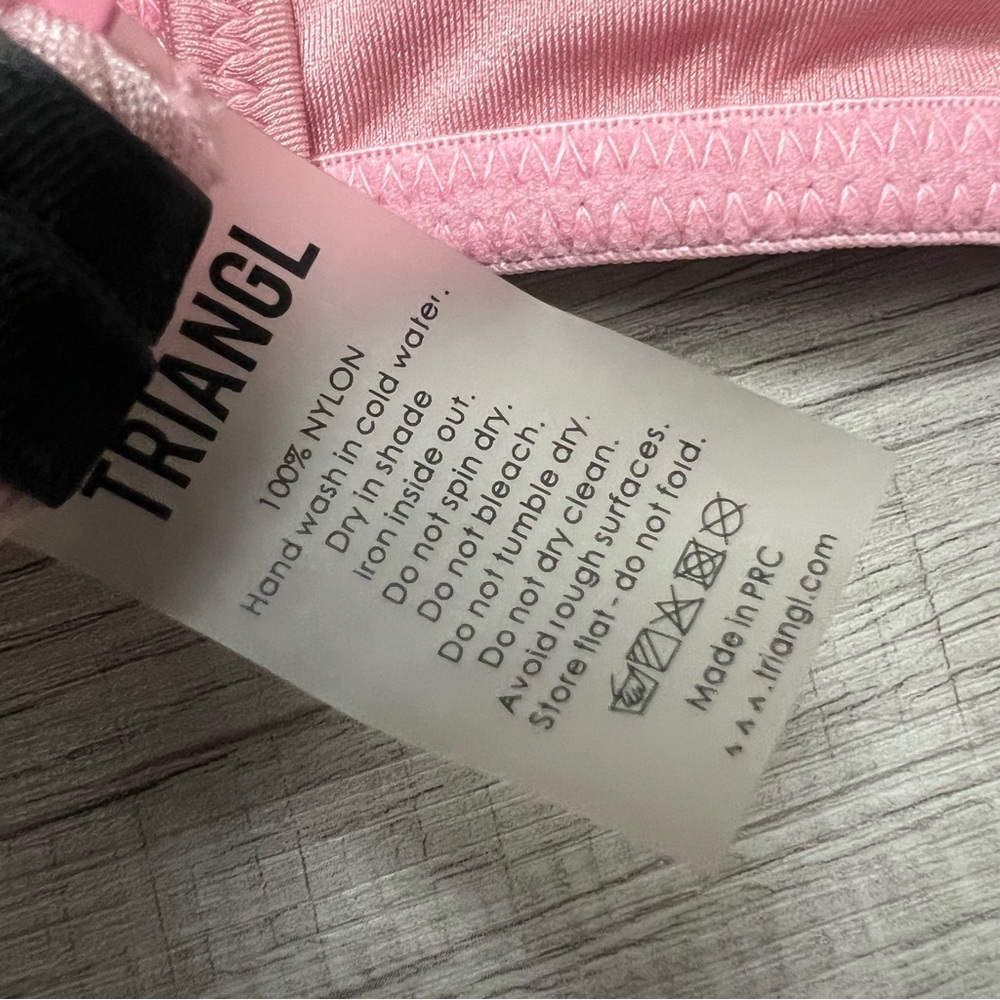 TRIANGL
100% NYLON
Hand wash in cold water.
Dry in shade
Iron inside out.
Do not spin dry.
Do not bleach.
Do not tumble dry.
Do not dry clean.
Avoid rough surfaces.
Store flat - do not fold.
Made in PRC
www.triangl.com